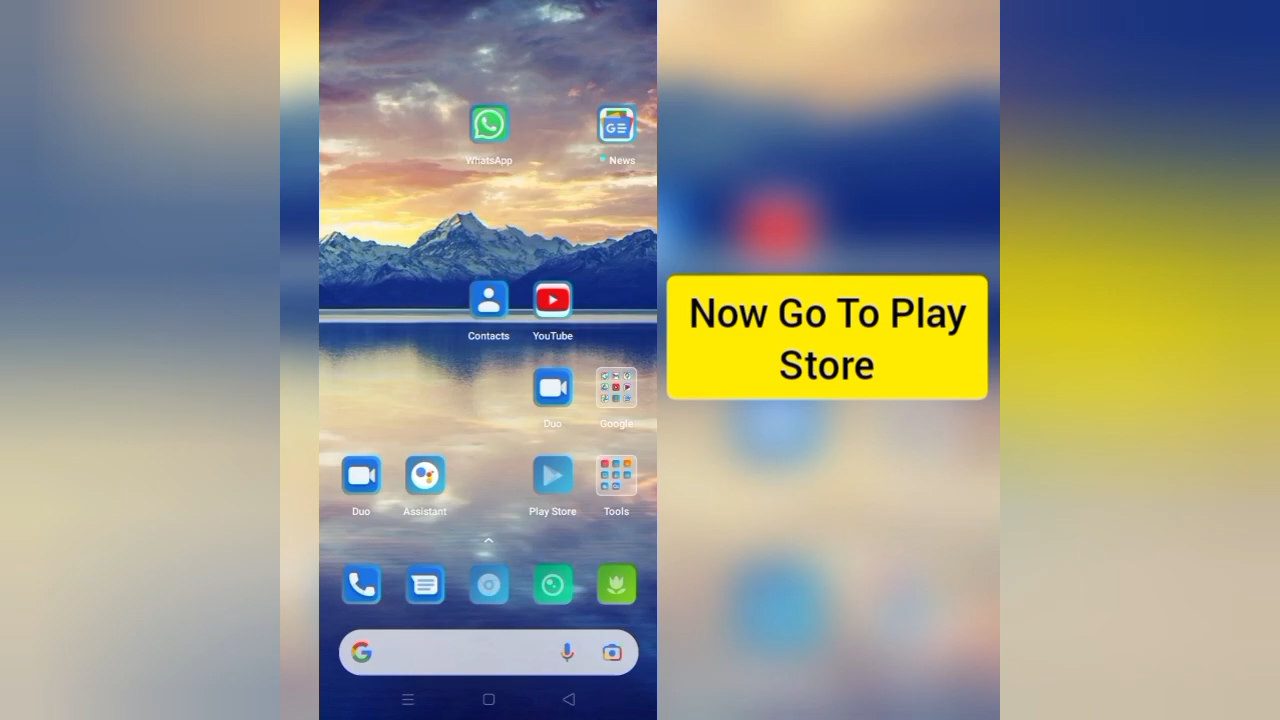 WhatsApp
News
Contacts
YouTube
Duo
Google
Duo
Assistant
Play Store
Tools
Now Go To Play
Store